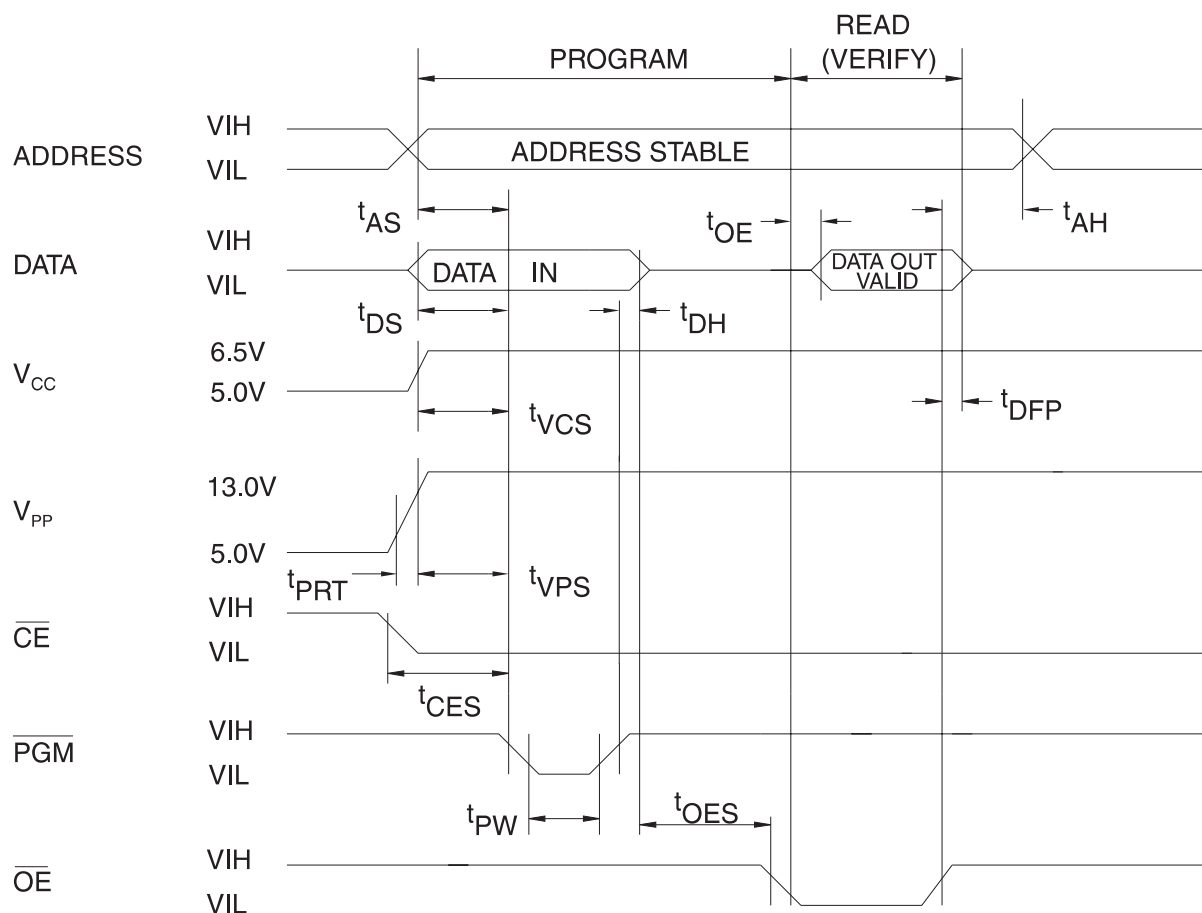 READ
PROGRAM (VERIFY)
VIH
ADDRESS ADDRESS STABLE
VIL
tAS tOE tAH
VIH
DATA DATA IN DATA OUT
VIL VALID
tDS tDH
6.5V
VCC
5.0V
tVCS tDFP
13.0V
VPP
5.0V
tPRT tVPS
VIH
CE
VIL
tCES
VIH
PGM
VIL
tPW tOES
VIH
OE
VIL